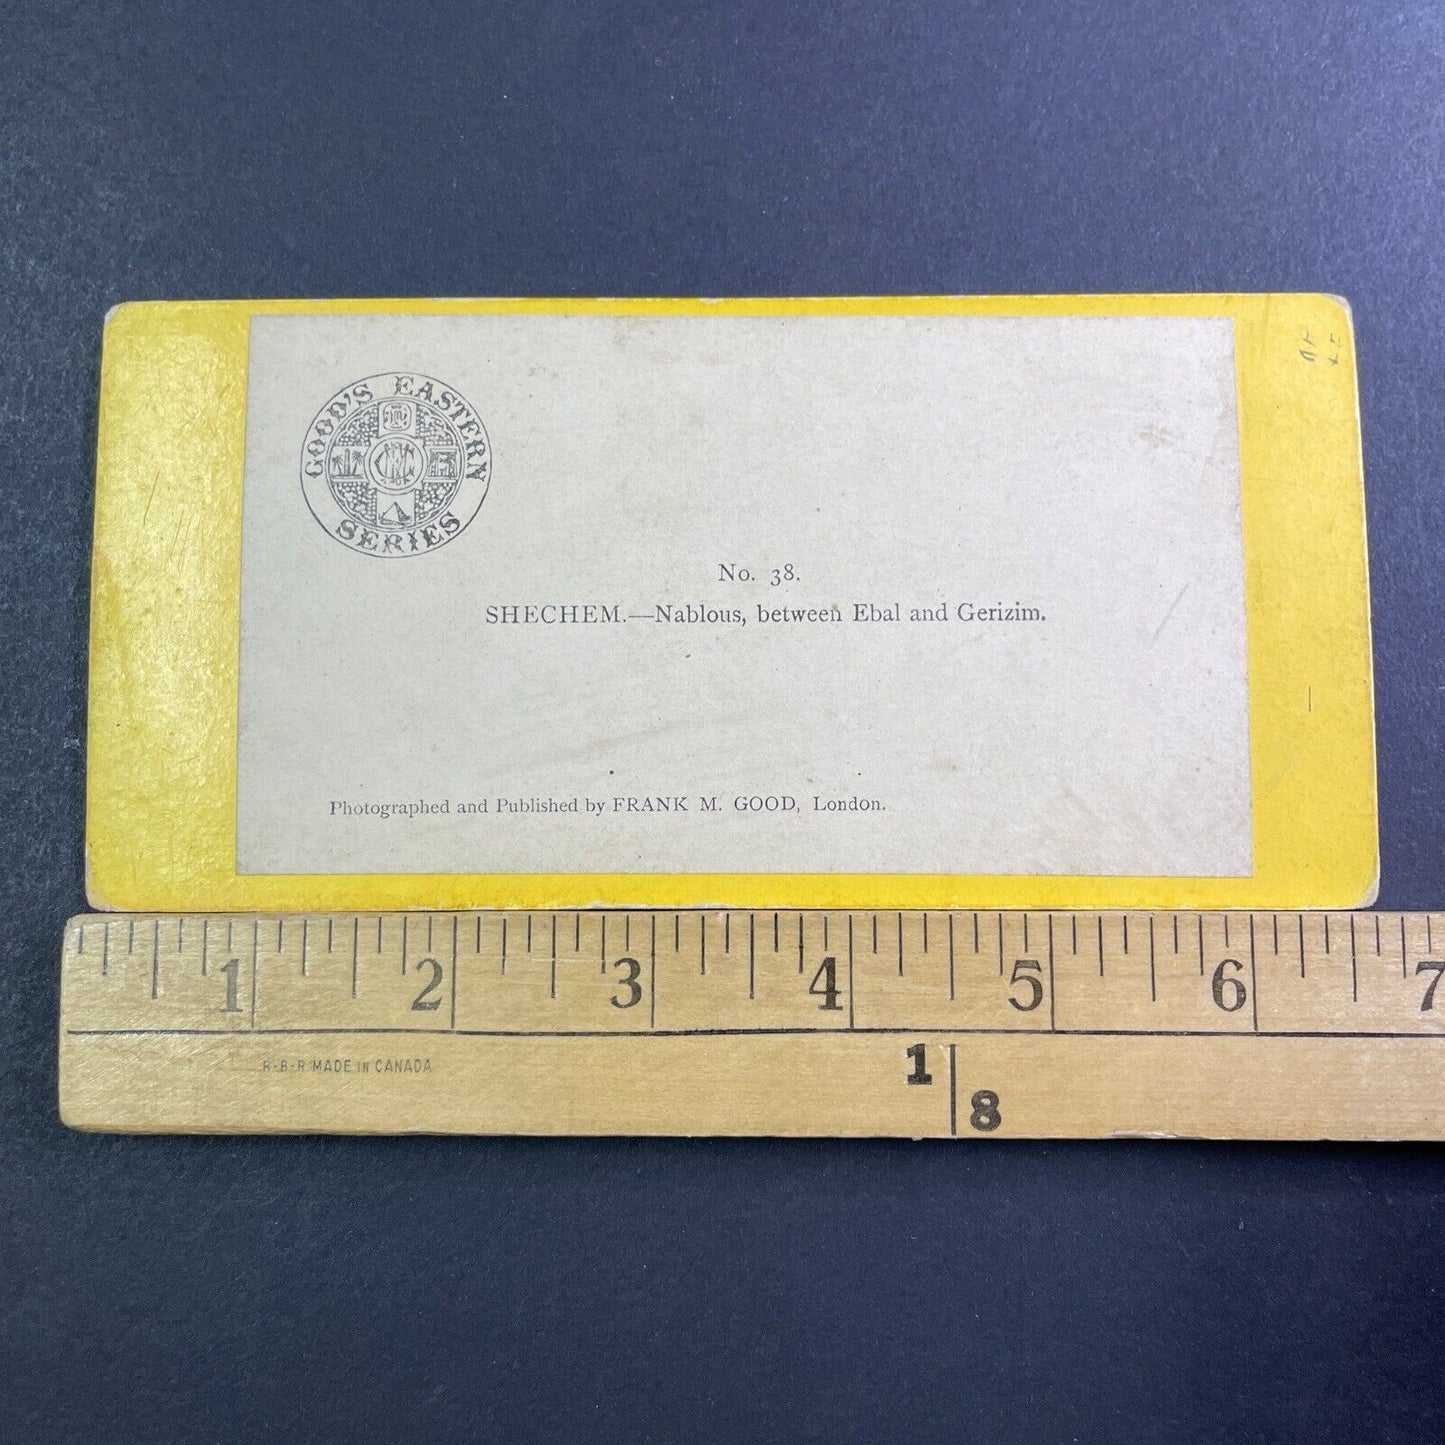 GOOD'S EASTERN
SERIES
No. 38.
SHECHEM.—Nablous, between Ebal and Gerizim.
Photographed and Published by FRANK M. GOOD, London.
1 2 3 4 5 6 7
R-B-R MADE IN CANADA
1
8